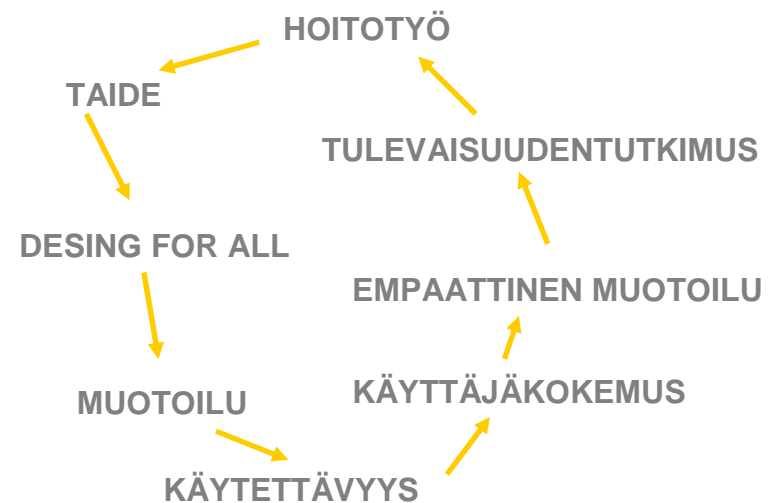 HOITOTYÖ
TAIDE
TULEVAISUUDENTUTKIMUS
DESING FOR ALL
EMPAATTINEN MUOTOILU
MUOTOILU
KÄYTTÄJÄKOKEMUS
KÄYTETTÄVYYS